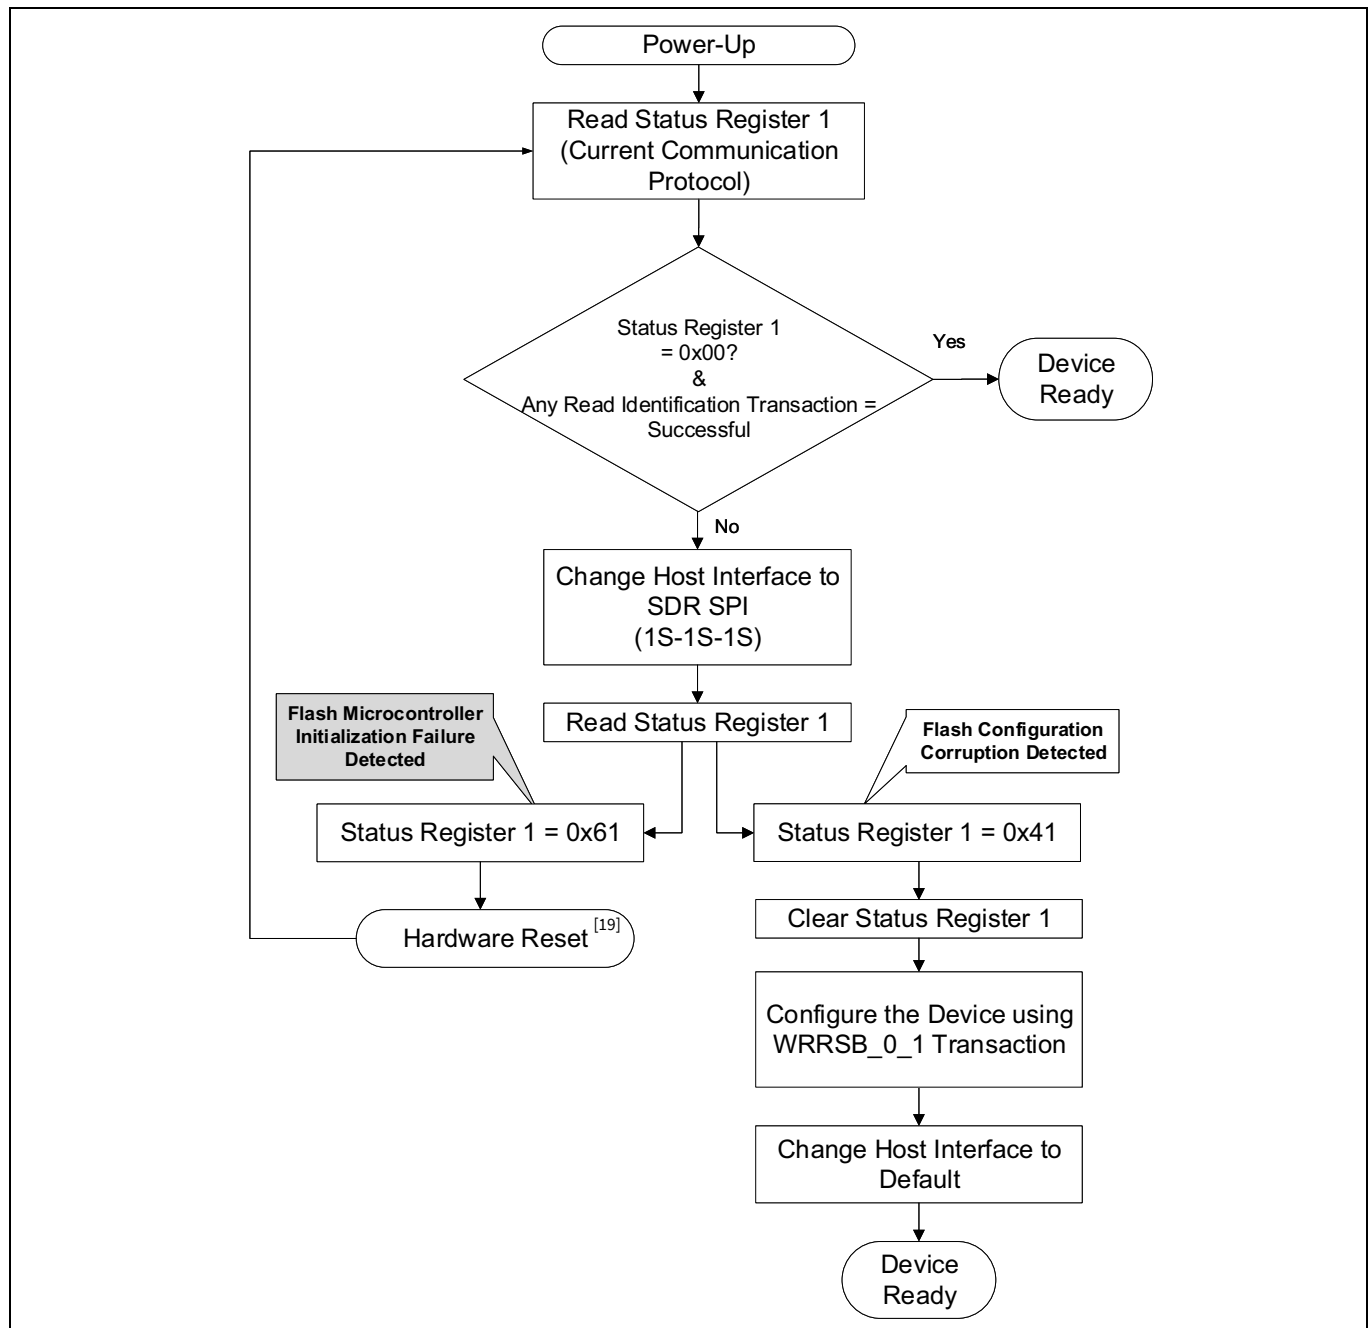 Power-Up
Read Status Register 1
(Current Communication
Protocol)
Status Register 1
= 0x00?
&
Any Read Identification Transaction =
Successful
Yes
Device
Ready
No
Change Host Interface to
SDR SPI
(1S-1S-1S)
Read Status Register 1
Flash Microcontroller
Initialization Failure
Detected
Flash Configuration
Corruption Detected
Status Register 1 = 0x61
Status Register 1 = 0x41
Hardware Reset [19]
Clear Status Register 1
Configure the Device using
WRRSB_0_1 Transaction
Change Host Interface to
Default
Device
Ready